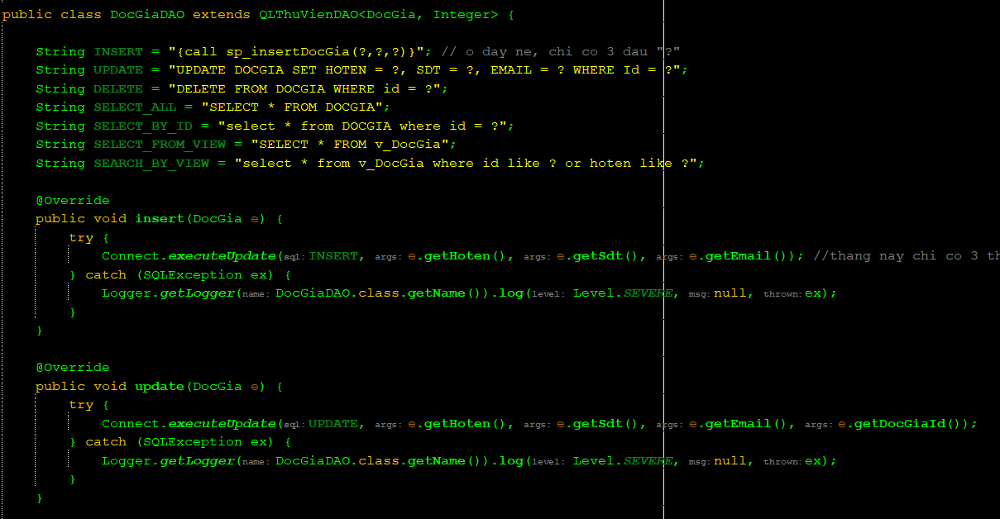 public class DocGiaDAO extends QLThuVienDAO<DocGia, Integer> {
String INSERT = "{call sp_insertDocGia(?,?,?)}"; // o day ne, chi co 3 dau "?"
String UPDATE = "UPDATE DOCGIA SET HOTEN = ?, SDT = ?, EMAIL = ? WHERE Id = ?";
String DELETE = "DELETE FROM DOCGIA WHERE id = ?";
String SELECT_ALL = "SELECT * FROM DOCGIA";
String SELECT_BY_ID = "select * from DOCGIA where id = ?";
String SELECT_FROM_VIEW = "SELECT * FROM v_DocGia";
String SEARCH_BY_VIEW = "select * from v_DocGia where id like ? or hoten like ?";
@Override
public void insert(DocGia e) {
try {
Connect.executeUpdate(sql: INSERT, args: e.getHoten(), args: e.getSdt(), args: e.getEmail()); //thang nay chi co 3 th
} catch (SQLException ex) {
Logger.getLogger(name: DocGiaDAO.class.getName()).log(level: Level.SEVERE, msg: null, thrown: ex);
}
}
@Override
public void update(DocGia e) {
try {
Connect.executeUpdate(sql: UPDATE, args: e.getHoten(), args: e.getSdt(), args: e.getEmail(), args: e.getDocGiaId());
} catch (SQLException ex) {
Logger.getLogger(name: DocGiaDAO.class.getName()).log(level: Level.SEVERE, msg: null, thrown: ex);
}
}